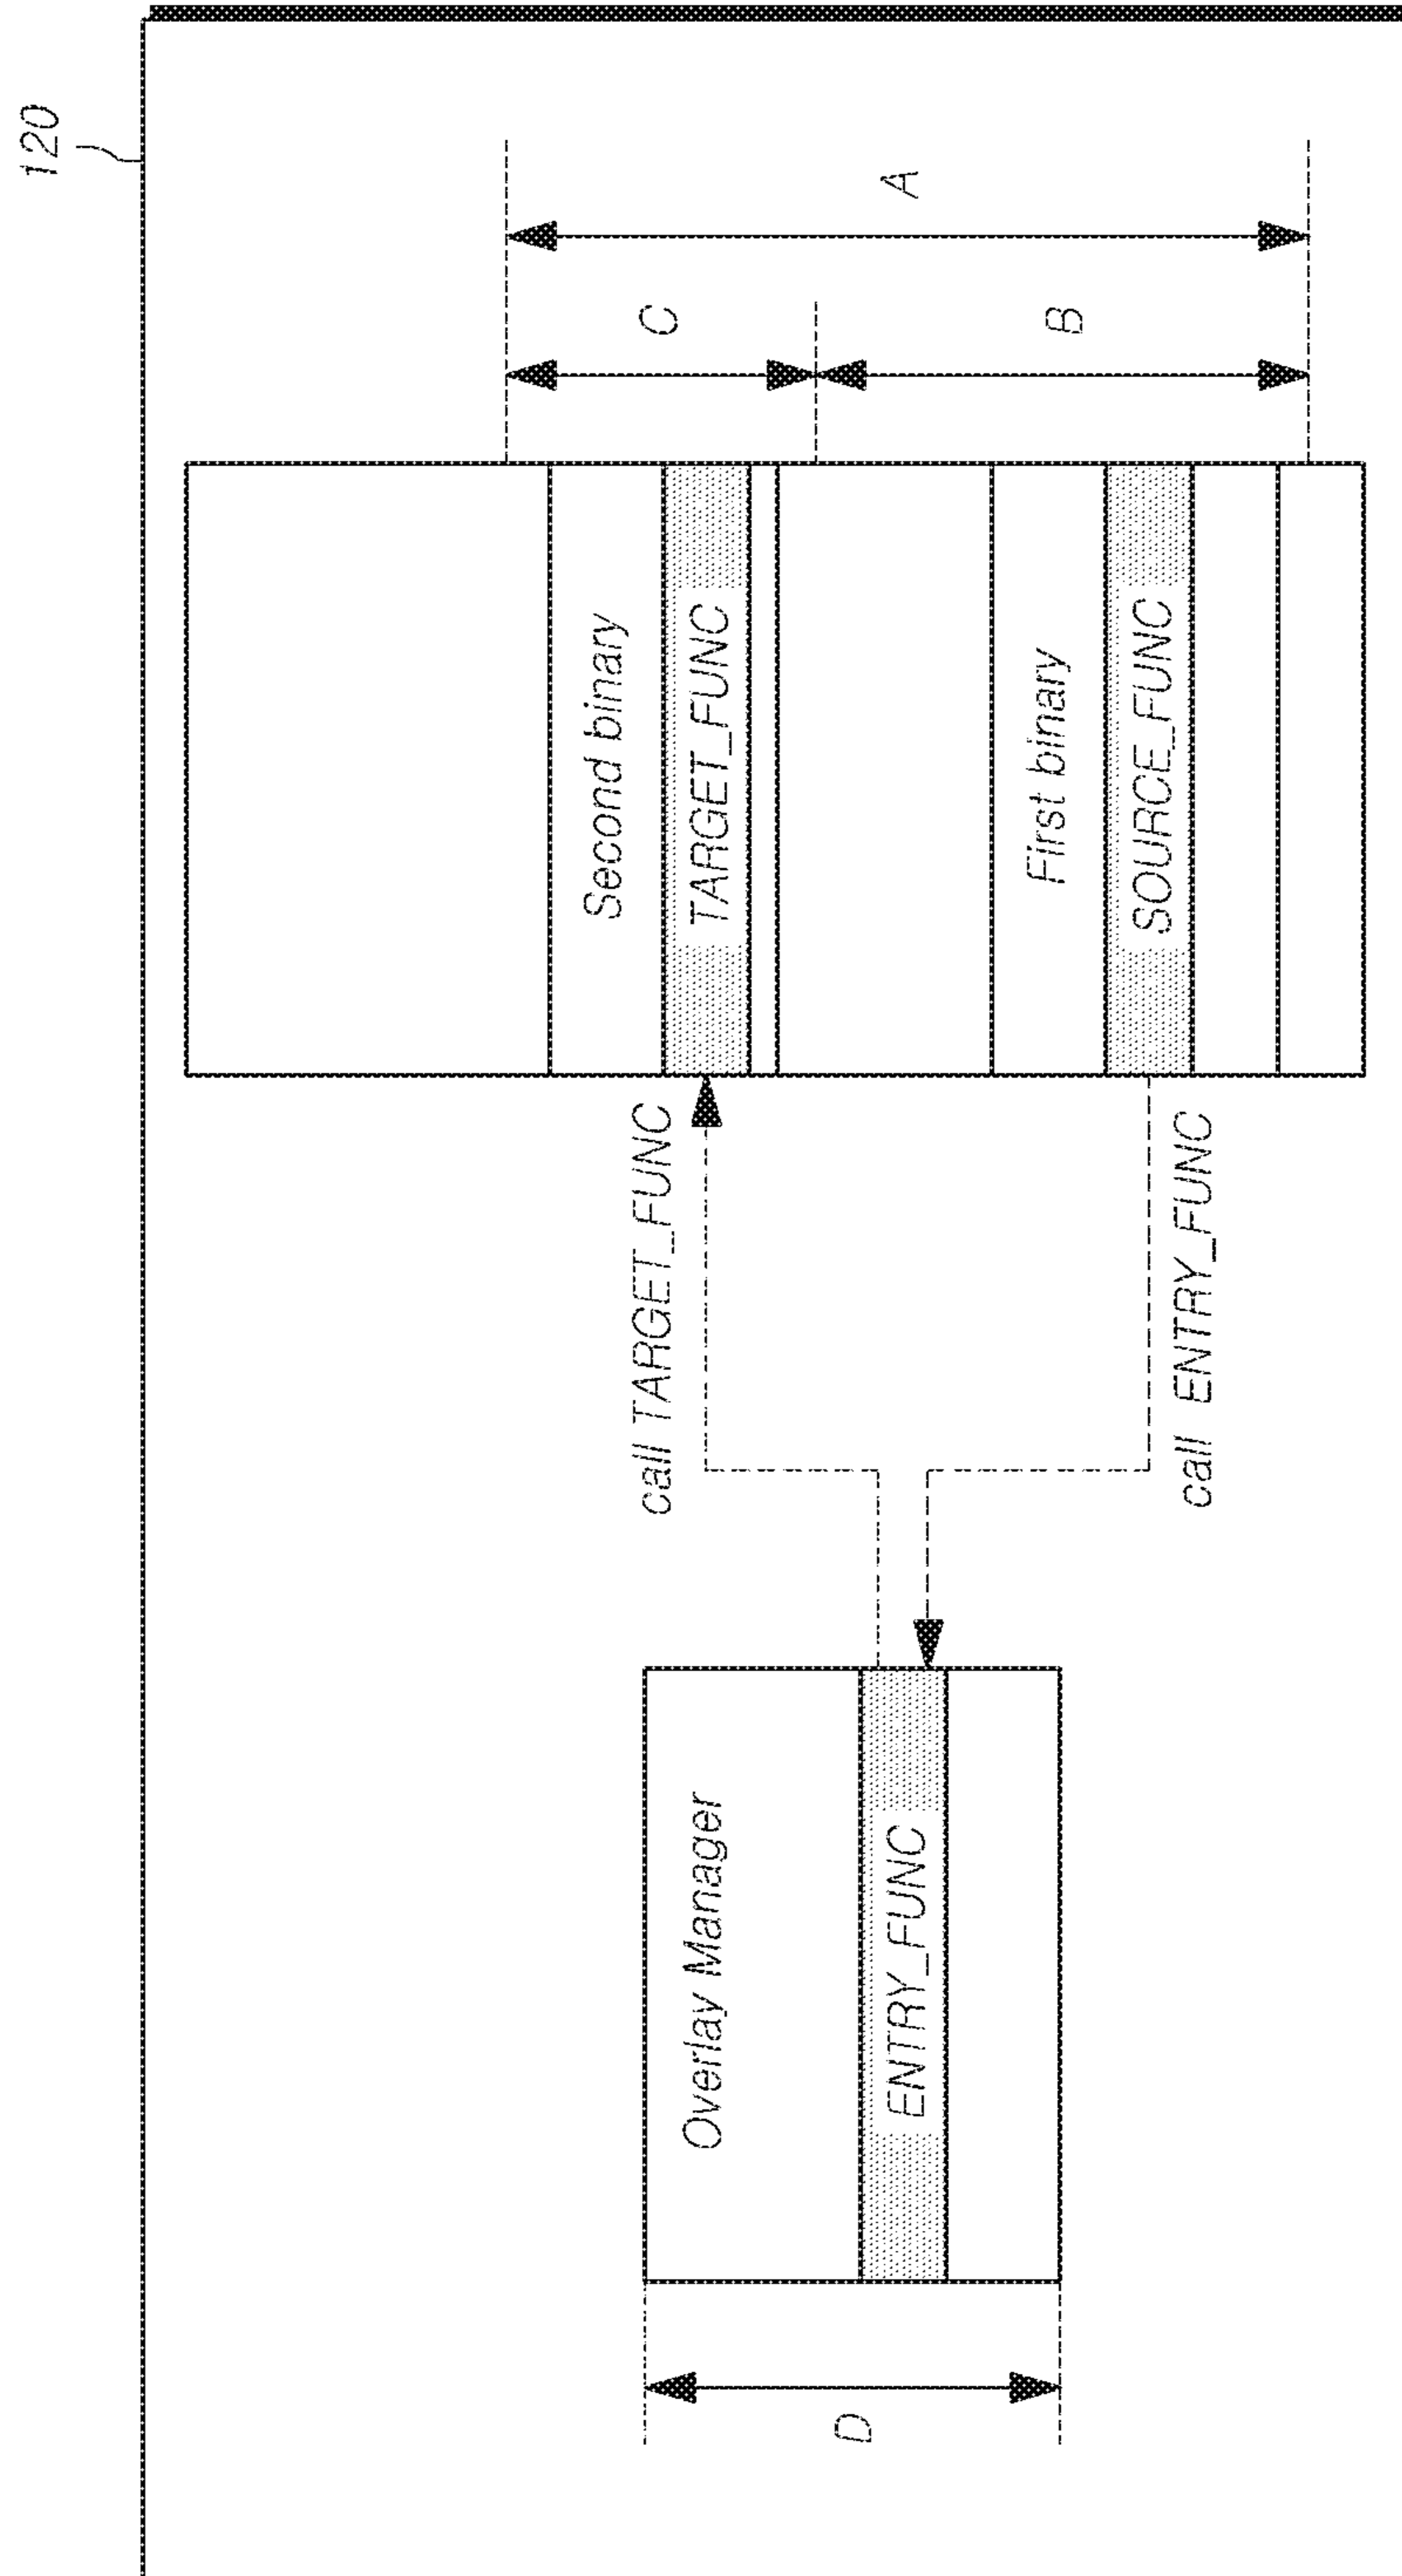 120
D
Overlay Manager
ENTRY_FUNC
call TARGET_FUNC
call ENTRY_FUNC
Second binary
TARGET_FUNC
First binary
SOURCE_FUNC
C
B
A